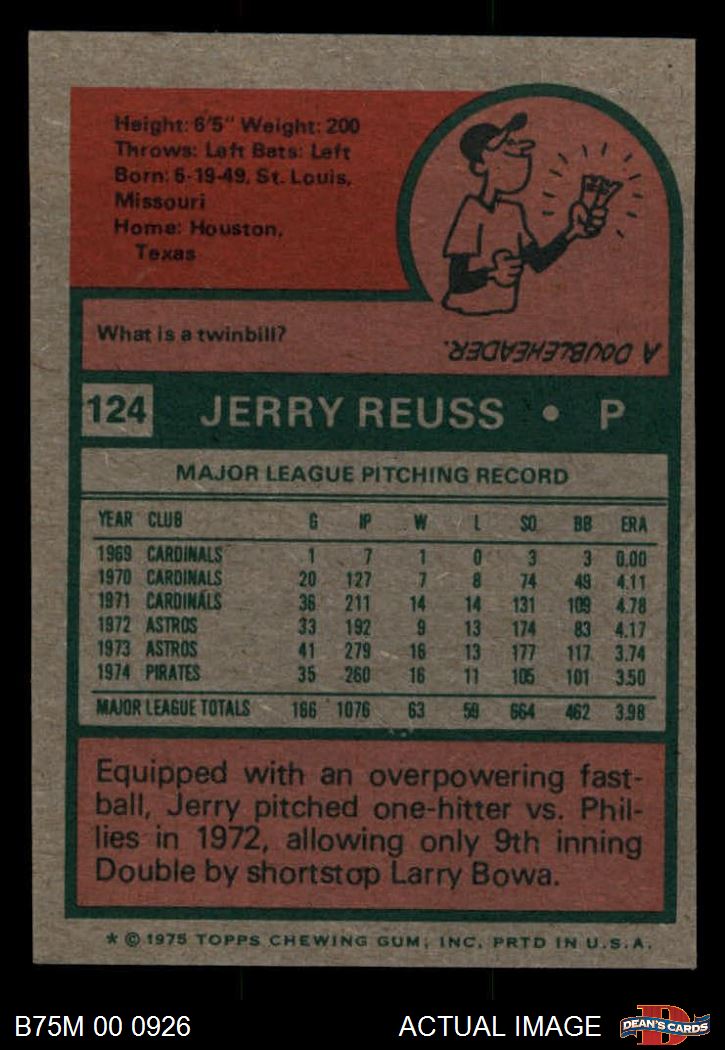 Height: 6'5" Weight: 200
Throws: Left Bats: Left
Born: 6-19-49, St. Louis,
Missouri
Home: Houston,
Texas
What is a twinbill?
A DOUBLEHEADER.
124 JERRY REUSS • P
MAJOR LEAGUE PITCHING RECORD
YEAR CLUB G IP W L SO BB ERA
1969 CARDINALS 1 7 1 0 3 3 0.00
1970 CARDINALS 20 127 7 8 74 49 4.11
1971 CARDINALS 36 211 14 14 131 109 4.78
1972 ASTROS 33 192 9 13 174 83 4.17
1973 ASTROS 41 279 16 13 177 117 3.74
1974 PIRATES 35 260 16 11 105 101 3.50
MAJOR LEAGUE TOTALS 166 1076 63 59 664 462 3.98
Equipped with an overpowering fast-
ball, Jerry pitched one-hitter vs. Phil-
lies in 1972, allowing only 9th inning
Double by shortstop Larry Bowa.
* © 1975 TOPPS CHEWING GUM, INC. PRTD IN U.S.A.
B75M 00 0926 ACTUAL IMAGE D DEAN'S CARDS